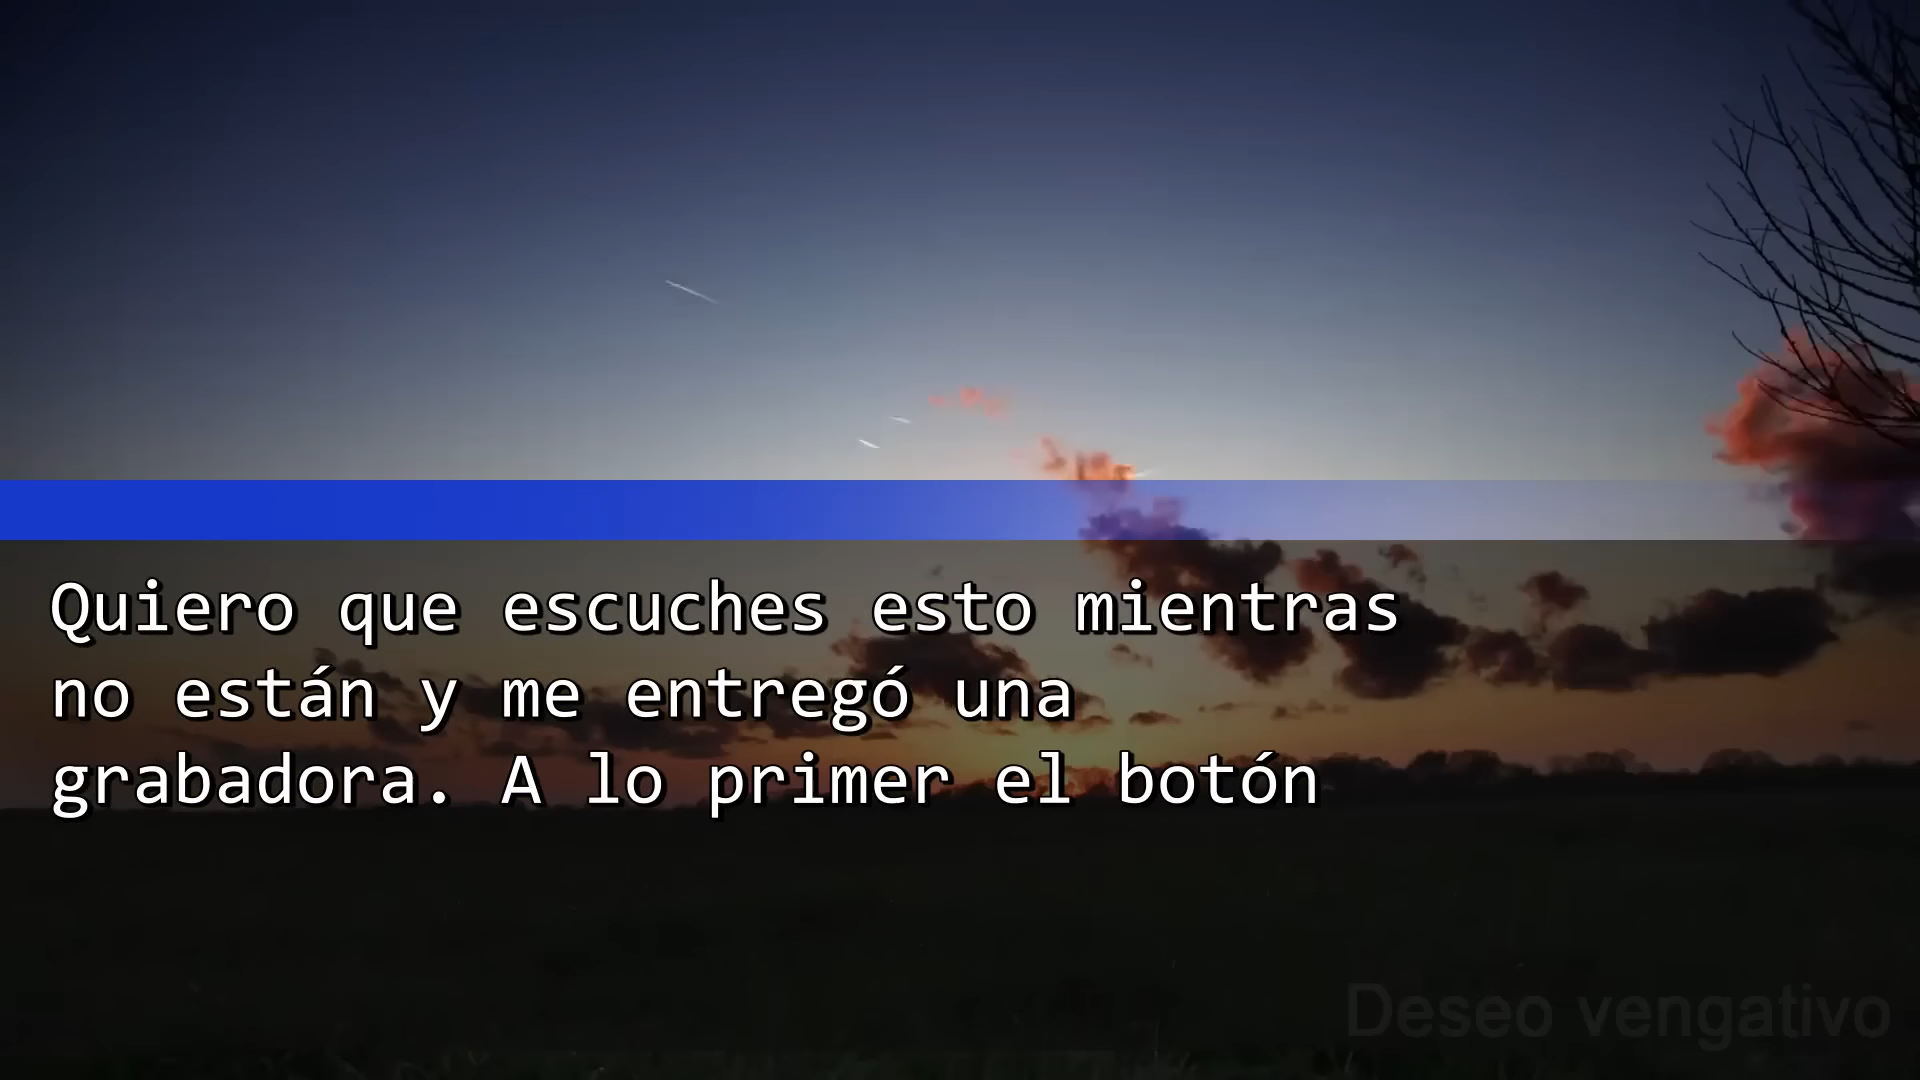 Quiero que escuches esto mientras
no están y me entregó una
grabadora. A lo primer el botón
Deseo vengativo